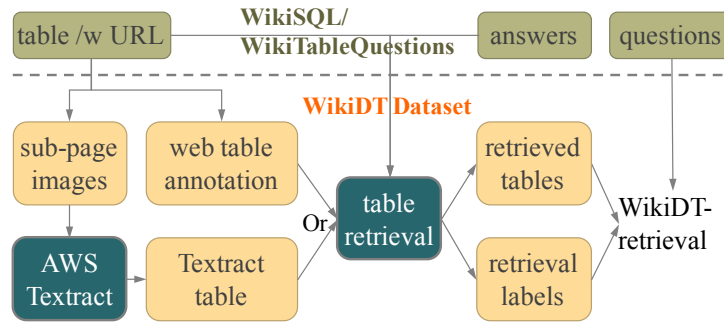 table /w URL
WikiSQL/
WikiTableQuestions
answers
questions
WikiDT Dataset
sub-page
images
web table
annotation
table
retrieval
retrieved
tables
Or
WikiDT-
retrieval
AWS
Textract
Textract
table
retrieval
labels